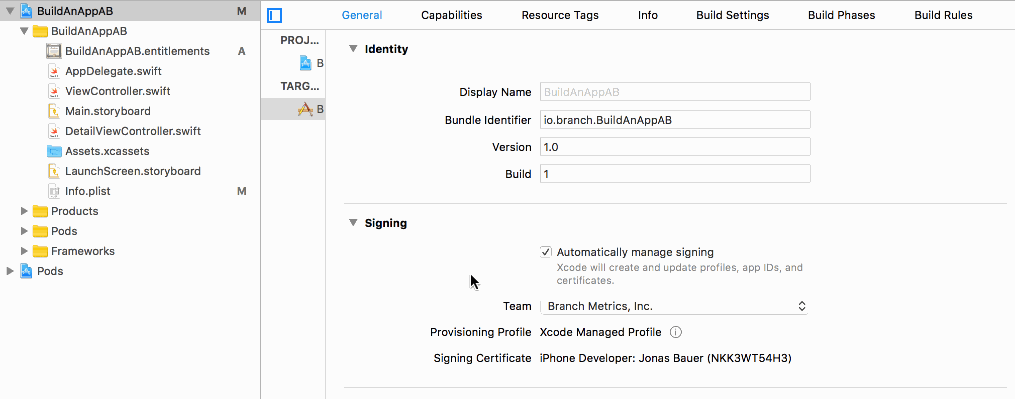 BuildAnAppAB M
BuildAnAppAB
BuildAnAppAB.entitlements A
AppDelegate.swift
ViewController.swift
Main.storyboard
DetailViewController.swift
Assets.xcassets
LaunchScreen.storyboard
Info.plist M
Products
Pods
Frameworks
Pods
General Capabilities Resource Tags Info Build Settings Build Phases Build Rules
PROJ...
B
TARG...
B
Identity
Display Name BuildAnAppAB
Bundle Identifier io.branch.BuildAnAppAB
Version 1.0
Build 1
Signing
Automatically manage signing
Xcode will create and update profiles, app IDs, and
certificates.
Team Branch Metrics, Inc.
Provisioning Profile Xcode Managed Profile
Signing Certificate iPhone Developer: Jonas Bauer (NKK3WT54H3)